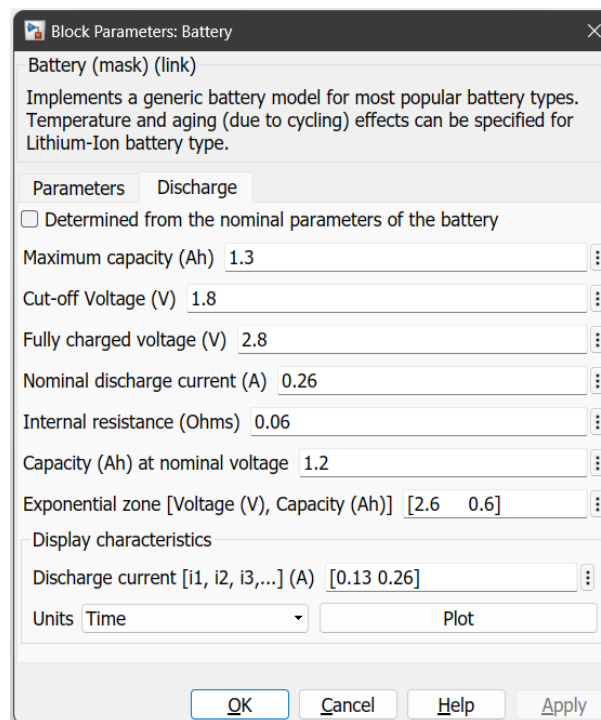 Block Parameters: Battery
Battery (mask) (link)
Implements a generic battery model for most popular battery types.
Temperature and aging (due to cycling) effects can be specified for
Lithium-Ion battery type.
Parameters Discharge
Determined from the nominal parameters of the battery
Maximum capacity (Ah) 1.3
Cut-off Voltage (V) 1.8
Fully charged voltage (V) 2.8
Nominal discharge current (A) 0.26
Internal resistance (Ohms) 0.06
Capacity (Ah) at nominal voltage 1.2
Exponential zone [Voltage (V), Capacity (Ah)] [2.6 0.6]
Display characteristics
Discharge current [i1, i2, i3,...] (A) [0.13 0.26]
Units Time Plot
OK Cancel Help Apply